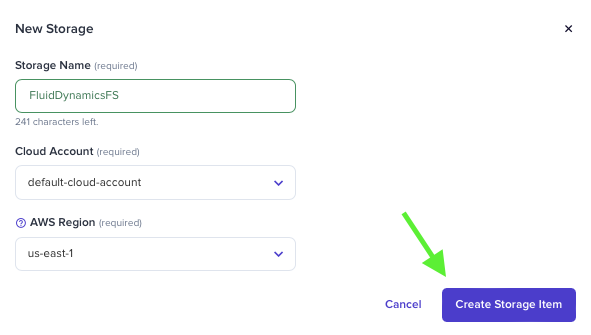 New Storage
Storage Name (required)
FluidDynamicsFS
241 characters left.
Cloud Account (required)
default-cloud-account
AWS Region (required)
us-east-1
Cancel
Create Storage Item